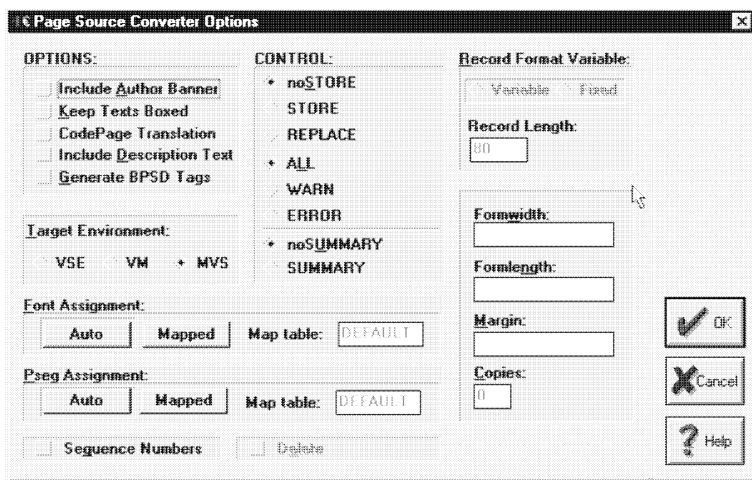 Page Source Converter Options
OPTIONS:
Include Author Banner
Keep Texts Boxed
CodePage Translation
Include Description Text
Generate BPSD Tags
CONTROL:
noSTORE
STORE
REPLACE
ALL
WARN
ERROR
noSUMMARY
SUMMARY
Record Format Variable:
Variable Fixed
Record Length:
80
Target Environment:
VSE VM MVS
Formwidth:
Formlength:
Margin:
Copies:
0
Font Assignment:
Auto Mapped Map table: DEFAULT
Pseg Assignment:
Auto Mapped Map table: DEFAULT
Sequence Numbers Delete
OK
Cancel
Help